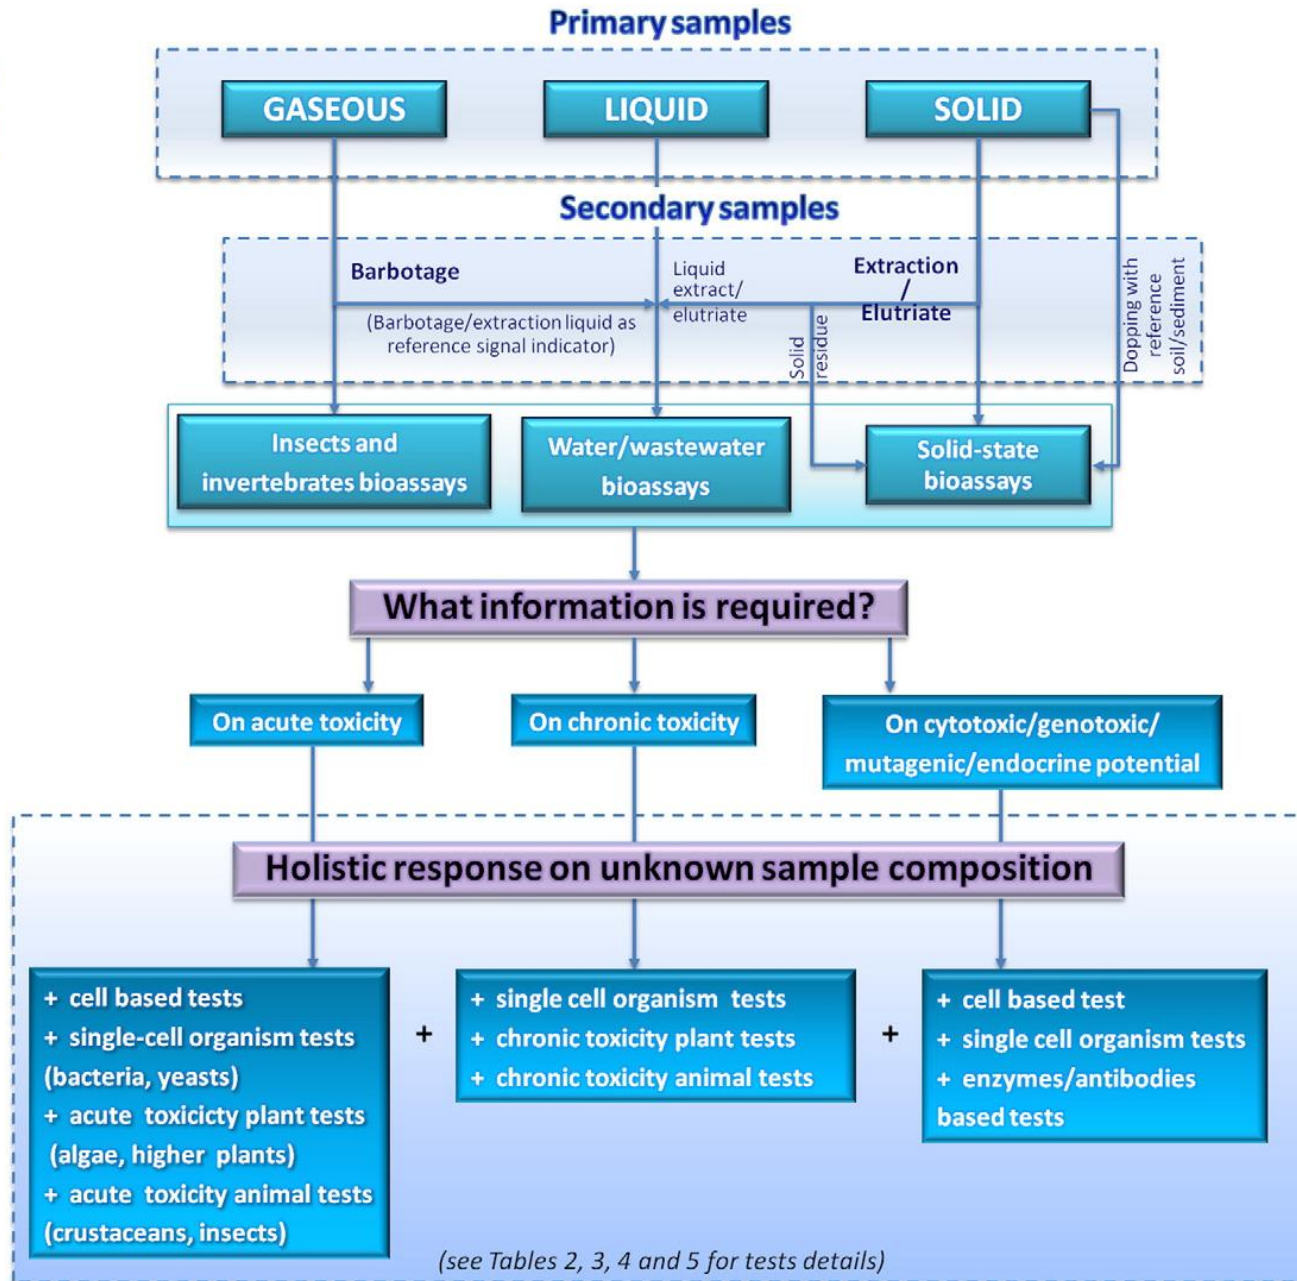 Primary samples
GASEOUS
LIQUID
SOLID
Secondary samples
Barbotage
(Barbotage/extraction liquid as
reference signal indicator)
Liquid
extract/
elutriate
Extraction
/
Elutriate
Solid
residue
Dopping with
reference
soil/sediment
Insects and
invertebrates bioassays
Water/wastewater
bioassays
Solid-state
bioassays
What information is required?
On acute toxicity
On chronic toxicity
On cytotoxic/genotoxic/
mutagenic/endocrine potential
Holistic response on unknown sample composition
+ cell based tests
+ single-cell organism tests
(bacteria, yeasts)
+ acute toxicicty plant tests
(algae, higher plants)
+ acute toxicity animal tests
(crustaceans, insects)
+
+ single cell organism tests
+ chronic toxicity plant tests
+ chronic toxicity animal tests
+
+ cell based test
+ single cell organism tests
+ enzymes/antibodies
based tests
(see Tables 2, 3, 4 and 5 for tests details)